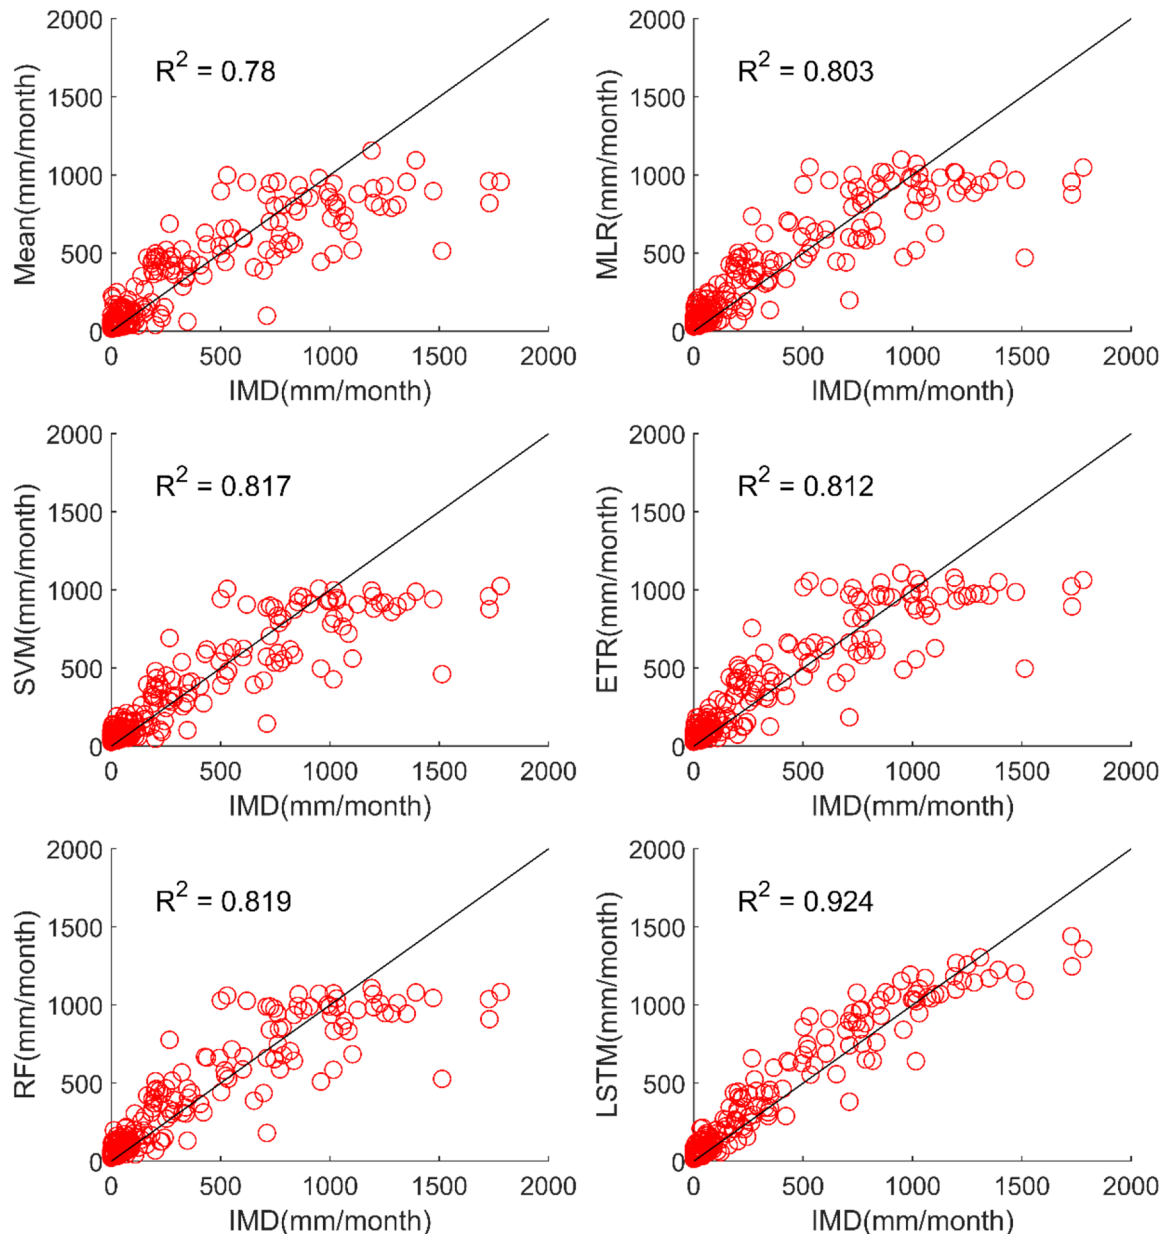 2000
1500
1000
500
0
Mean(mm/month)
R² = 0.78
0 500 1000 1500 2000
IMD(mm/month)
2000
1500
1000
500
0
MLR(mm/month)
R² = 0.803
0 500 1000 1500 2000
IMD(mm/month)
2000
1500
1000
500
0
SVM(mm/month)
R² = 0.817
0 500 1000 1500 2000
IMD(mm/month)
2000
1500
1000
500
0
ETR(mm/month)
R² = 0.812
0 500 1000 1500 2000
IMD(mm/month)
2000
1500
1000
500
0
RF(mm/month)
R² = 0.819
0 500 1000 1500 2000
IMD(mm/month)
2000
1500
1000
500
0
LSTM(mm/month)
R² = 0.924
0 500 1000 1500 2000
IMD(mm/month)